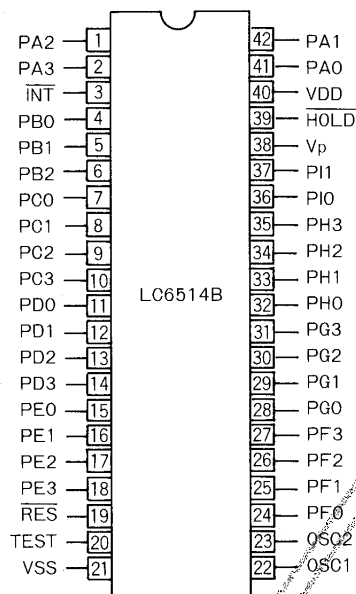 PA2 1 42 PA1
PA3 2 41 PA0
I̅N̅T̅ 3 40 VDD
PB0 4 39 H̅O̅L̅D̅
PB1 5 38 Vp
PB2 6 37 PI1
PC0 7 36 PI0
PC1 8 35 PH3
PC2 9 34 PH2
PC3 10 33 PH1
LC6514B
PD0 11 32 PH0
PD1 12 31 PG3
PD2 13 30 PG2
PD3 14 29 PG1
PE0 15 28 PG0
PE1 16 27 PF3
PE2 17 26 PF2
PE3 18 25 PF1
R̅E̅S̅ 19 24 PF0
TEST 20 23 OSC2
VSS 21 22 OSC1